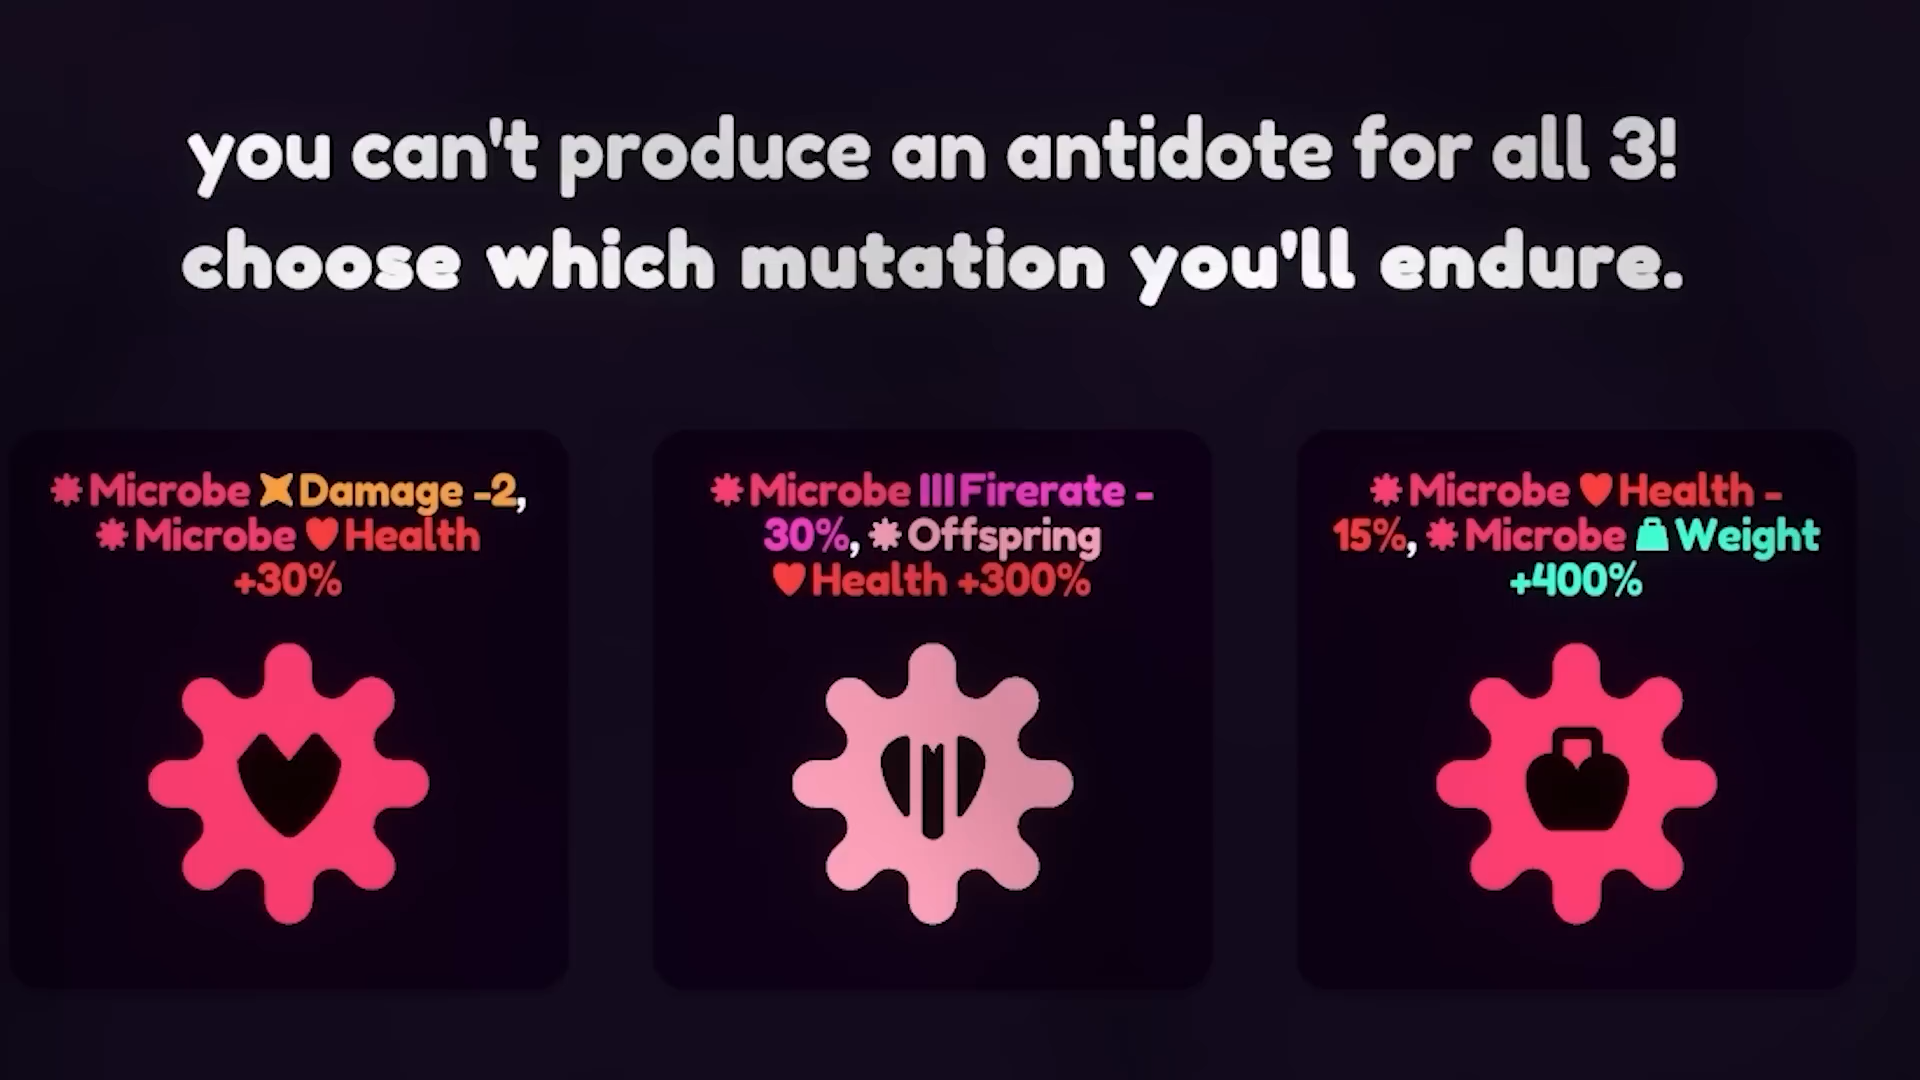 you can't produce an antidote for all 3!
choose which mutation you'll endure.
Microbe Damage -2,
Microbe Health
+30%
Microbe Firerate -
30%, Offspring
Health +300%
Microbe Health -
15%, Microbe Weight
+400%